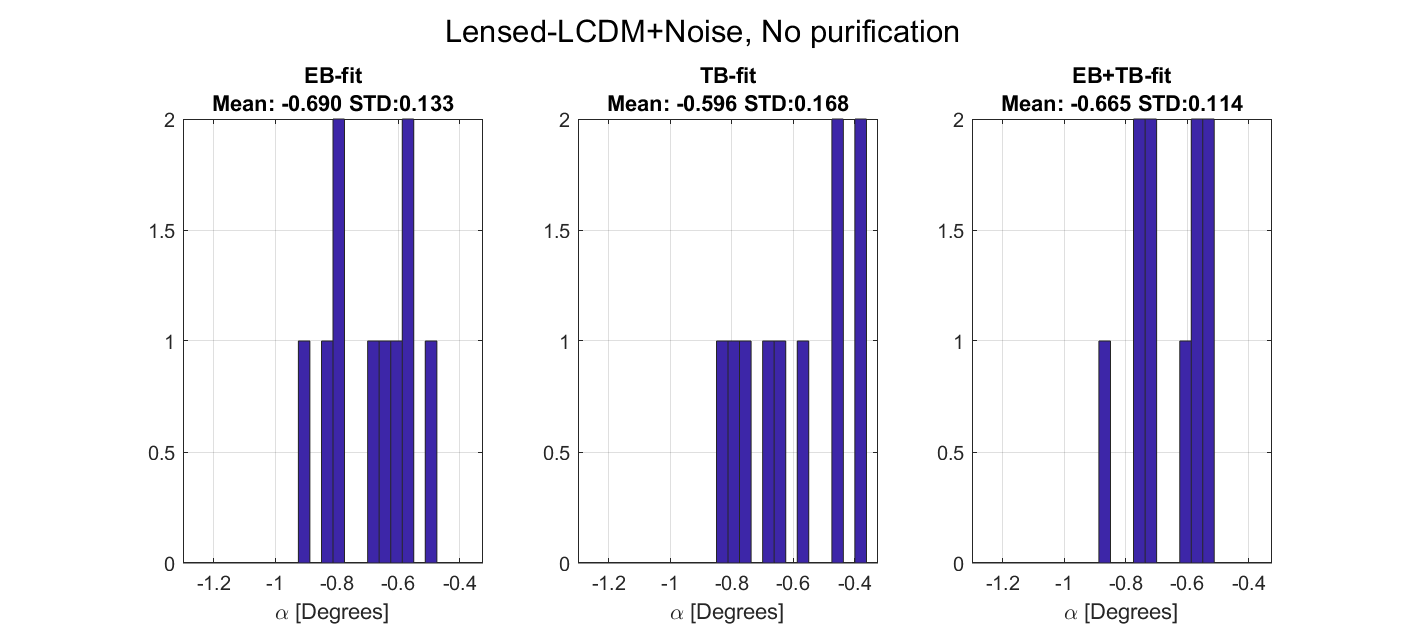 Lensed-LCDM+Noise, No purification
EB-fit
Mean: -0.690 STD:0.133
2
1.5
1
0.5
0
-1.2 -1 -0.8 -0.6 -0.4
α [Degrees]
TB-fit
Mean: -0.596 STD:0.168
2
1.5
1
0.5
0
-1.2 -1 -0.8 -0.6 -0.4
α [Degrees]
EB+TB-fit
Mean: -0.665 STD:0.114
2
1.5
1
0.5
0
-1.2 -1 -0.8 -0.6 -0.4
α [Degrees]